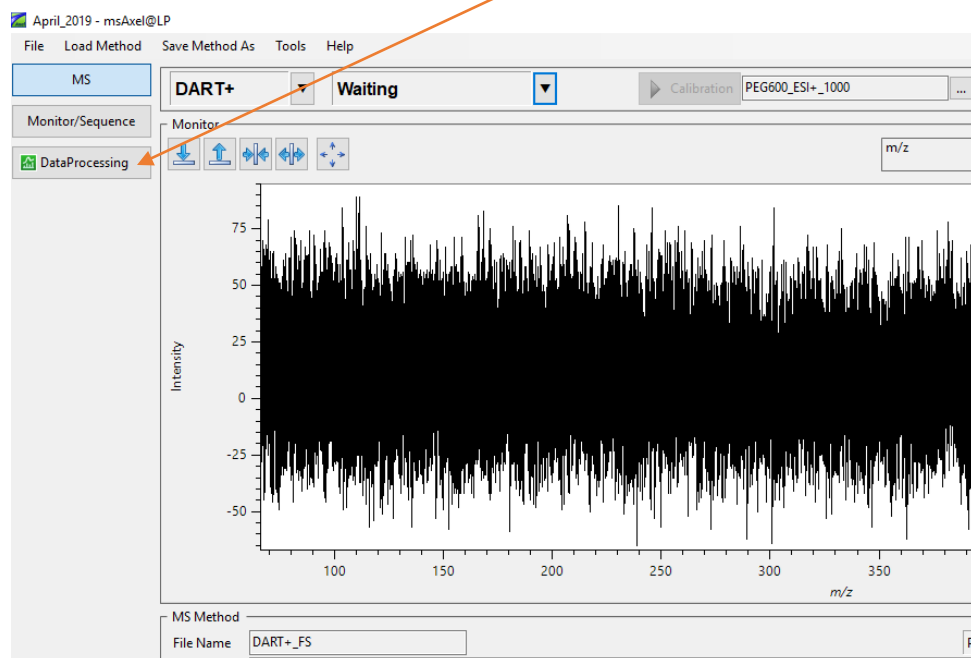 April_2019 - msAxel@LP
File Load Method Save Method As Tools Help
MS
DART+ Waiting Calibration PEG600_ESI+_1000 ...
Monitor/Sequence
Monitor
DataProcessing
m/z
75
50
25
0
-25
-50
Intensity
100 150 200 250 300 350
m/z
MS Method
File Name DART+_FS